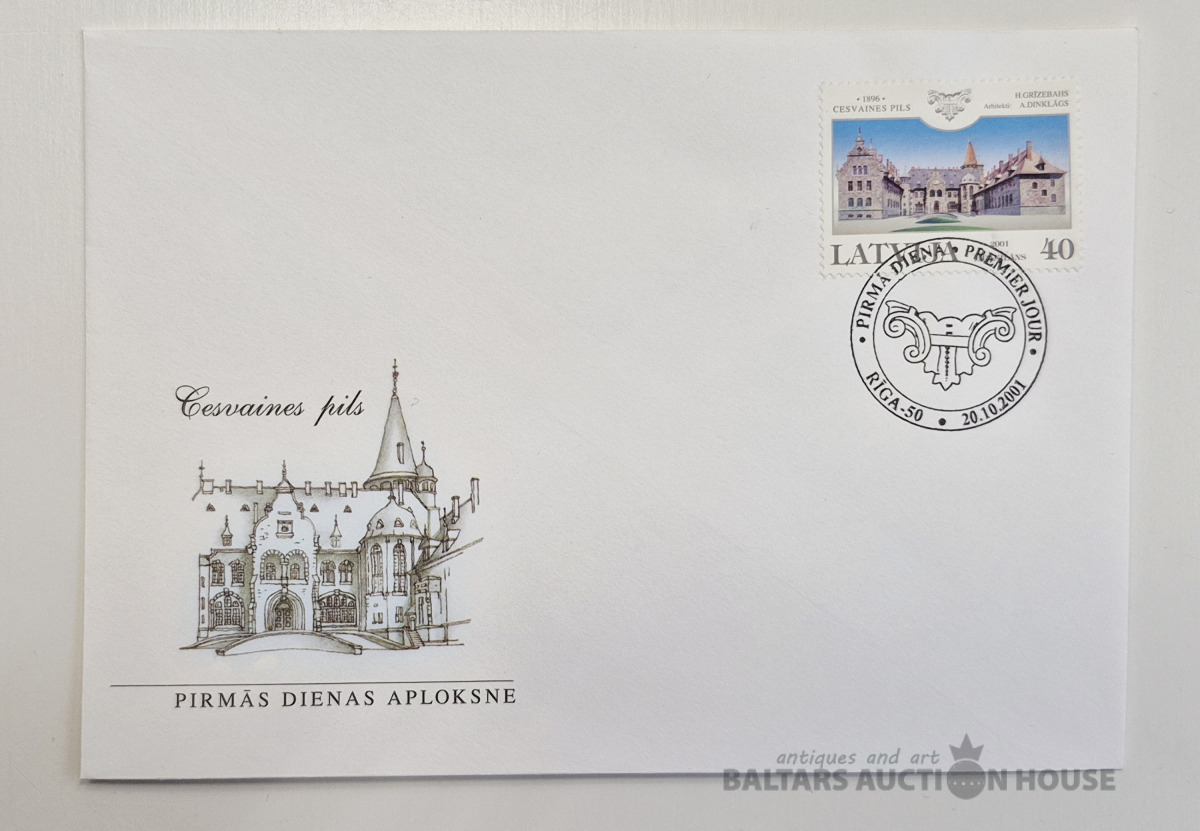 • 1896 •
CESVAINES PILS
H.GRĪZEBAHS
Arhitekti: A.DINKLĀGS
LATVIJA 2001 40
PIRMĀ DIENA • PREMIER JOUR
RĪGA-50 • 20.10.2001
Cesvaines pils
PIRMĀS DIENAS APLOKSNE
antiques and art
BALTARS AUCTION HOUSE